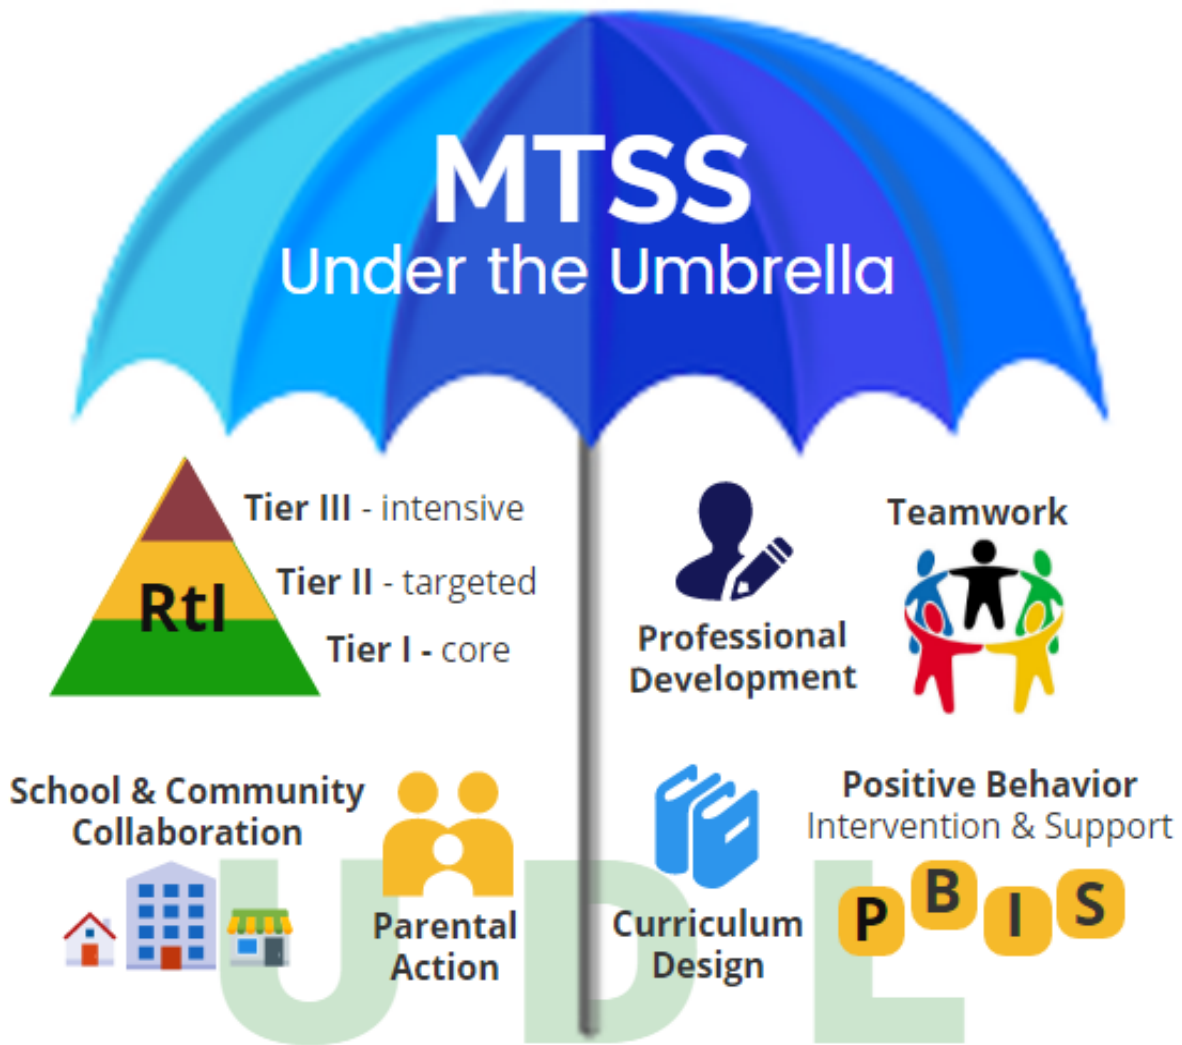 MTSS
Under the Umbrella
Tier III - intensive
Tier II - targeted
RtI
Tier I - core
Professional
Development
Teamwork
School & Community
Collaboration
Parental
Action
Curriculum
Design
Positive Behavior
Intervention & Support
P B I S
UDL